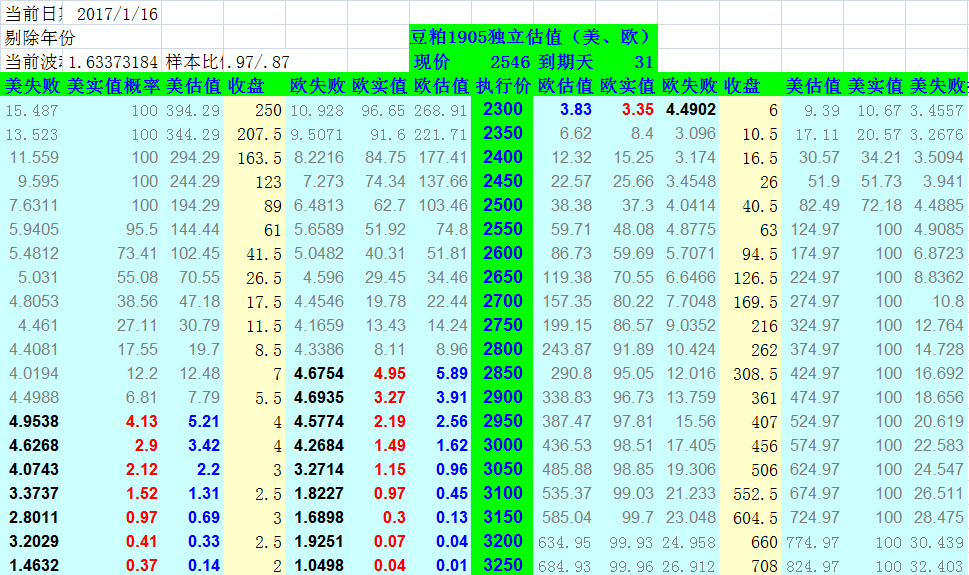 当前日 2017/1/16
剔除年份
豆粕1905独立估值（美、欧）
当前波 1.63373184 样本比 .97/.87 现价 2546 到期天 31
美失败 美实值概率 美估值 收盘 欧失败 欧实值 欧估值 执行价 欧估值 欧实值 欧失败 收盘 美估值 美实值 美失败
15.487 100 394.29 250 10.928 96.65 268.91 2300 3.83 3.35 4.4902 6 9.39 10.67 3.4557
13.523 100 344.29 207.5 9.5071 91.6 221.71 2350 6.62 8.4 3.096 10.5 17.11 20.57 3.2676
11.559 100 294.29 163.5 8.2216 84.75 177.41 2400 12.32 15.25 3.174 16.5 30.57 34.21 3.5094
9.595 100 244.29 123 7.273 74.34 137.66 2450 22.57 25.66 3.4548 26 51.9 51.73 3.941
7.6311 100 194.29 89 6.4813 62.7 103.46 2500 38.38 37.3 4.0414 40.5 82.49 72.18 4.4885
5.9405 95.5 144.44 61 5.6589 51.92 74.8 2550 59.71 48.08 4.8775 63 124.97 100 4.9085
5.4812 73.41 102.45 41.5 5.0482 40.31 51.81 2600 86.73 59.69 5.7071 94.5 174.97 100 6.8723
5.031 55.08 70.55 26.5 4.596 29.45 34.46 2650 119.38 70.55 6.6466 126.5 224.97 100 8.8362
4.8053 38.56 47.18 17.5 4.4546 19.78 22.44 2700 157.35 80.22 7.7048 169.5 274.97 100 10.8
4.461 27.11 30.79 11.5 4.1659 13.43 14.24 2750 199.15 86.57 9.0352 216 324.97 100 12.764
4.4081 17.55 19.7 8.5 4.3386 8.11 8.96 2800 243.87 91.89 10.424 262 374.97 100 14.728
4.0194 12.2 12.48 7 4.6754 4.95 5.89 2850 290.8 95.05 12.016 308.5 424.97 100 16.692
4.4988 6.81 7.79 5.5 4.6935 3.27 3.91 2900 338.83 96.73 13.759 361 474.97 100 18.656
4.9538 4.13 5.21 4 4.5774 2.19 2.56 2950 387.47 97.81 15.56 407 524.97 100 20.619
4.6268 2.9 3.42 4 4.2684 1.49 1.62 3000 436.53 98.51 17.405 456 574.97 100 22.583
4.0743 2.12 2.2 3 3.2714 1.15 0.96 3050 485.88 98.85 19.306 506 624.97 100 24.547
3.3737 1.52 1.31 2.5 1.8227 0.97 0.45 3100 535.37 99.03 21.233 552.5 674.97 100 26.511
2.8011 0.97 0.69 3 1.6898 0.3 0.13 3150 585.04 99.7 23.048 604.5 724.97 100 28.475
3.2029 0.41 0.33 2.5 1.9251 0.07 0.04 3200 634.95 99.93 24.958 660 774.97 100 30.439
1.4632 0.37 0.14 2 1.0498 0.04 0.01 3250 684.93 99.96 26.912 708 824.97 100 32.403